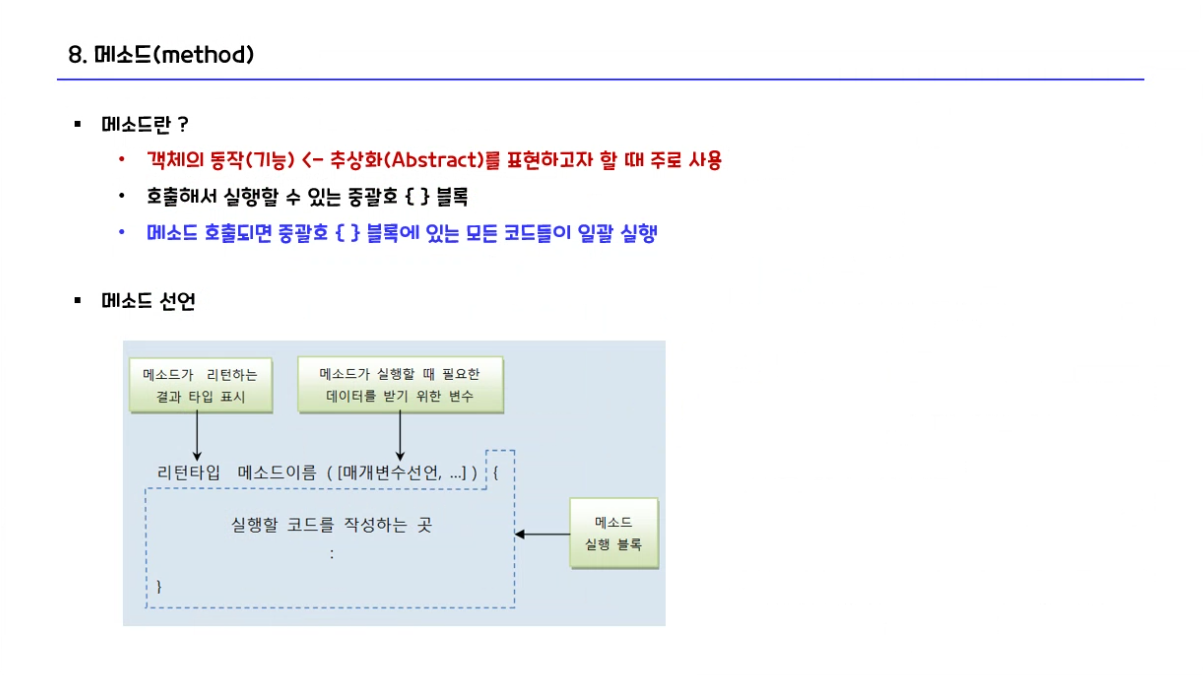 8. 메소드(method)
▪ 메소드란 ?
• 객체의 동작(기능) <- 추상화(Abstract)를 표현하고자 할 때 주로 사용
• 호출해서 실행할 수 있는 중괄호 { } 블록
• 메소드 호출되면 중괄호 { } 블록에 있는 모든 코드들이 일괄 실행
▪ 메소드 선언
메소드가 리턴하는
결과 타입 표시
메소드가 실행할 때 필요한
데이터를 받기 위한 변수
리턴타입 메소드이름 ( [매개변수선언, ...] ) {
실행할 코드를 작성하는 곳
:
}
메소드
실행 블록